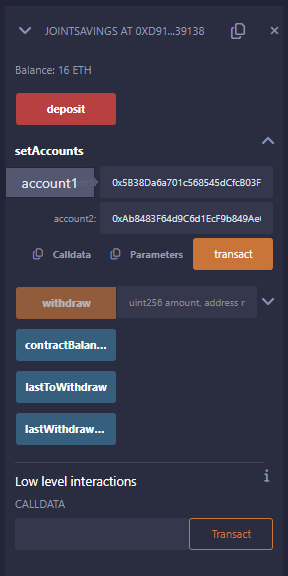 JOINTSAVINGS AT 0XD91...39138
Balance: 16 ETH
deposit
setAccounts
account1 0x5B38Da6a701c568545dCfcB03F
account2: 0xAb8483F64d9C6d1EcF9b849Ae
Calldata Parameters transact
withdraw uint256 amount, address r
contractBalan...
lastToWithdraw
lastWithdraw...
Low level interactions i
CALLDATA
Transact